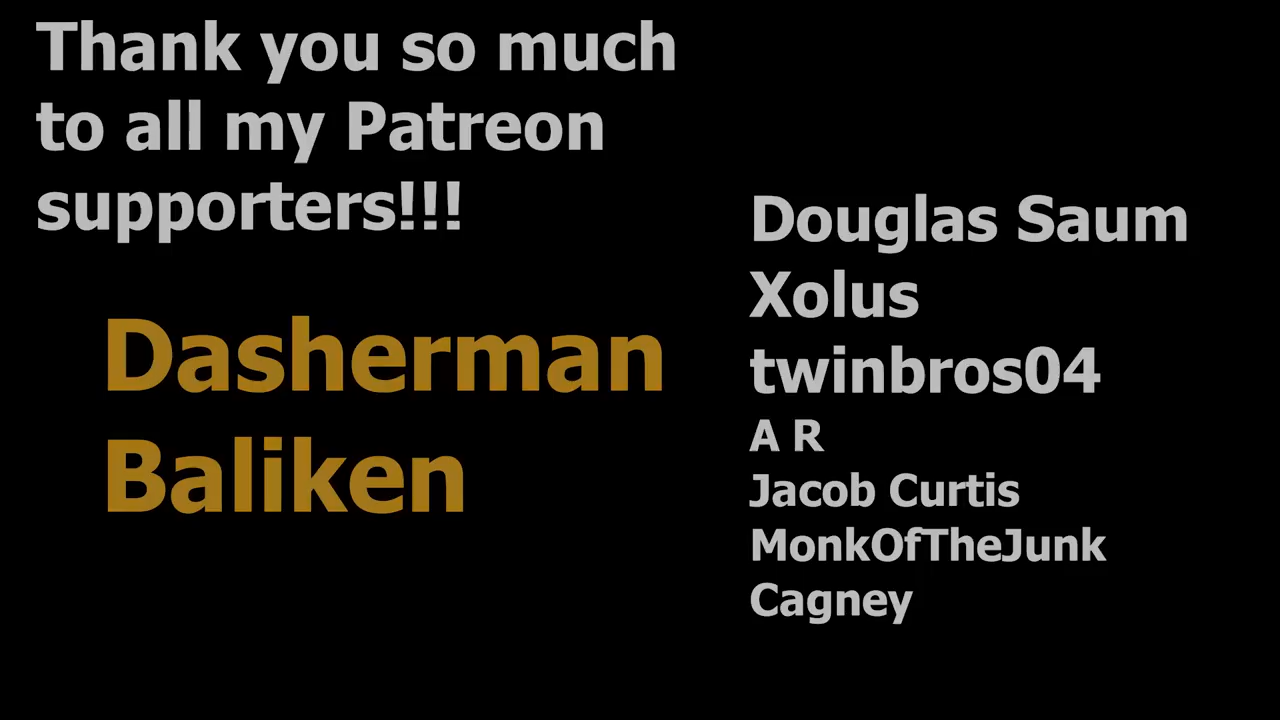 Thank you so much
to all my Patreon
supporters!!!
Dasherman
Baliken
Douglas Saum
Xolus
twinbros04
A R
Jacob Curtis
MonkOfTheJunk
Cagney